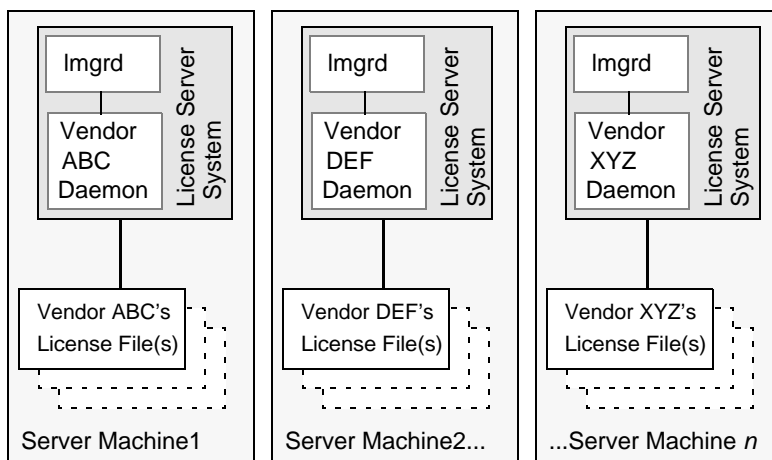 lmgrd
Vendor
ABC
Daemon
License Server
System
Vendor ABC's
License File(s)
Server Machine1
lmgrd
Vendor
DEF
Daemon
License Server
System
Vendor DEF's
License File(s)
Server Machine2...
lmgrd
Vendor
XYZ
Daemon
License Server
System
Vendor XYZ's
License File(s)
...Server Machine n